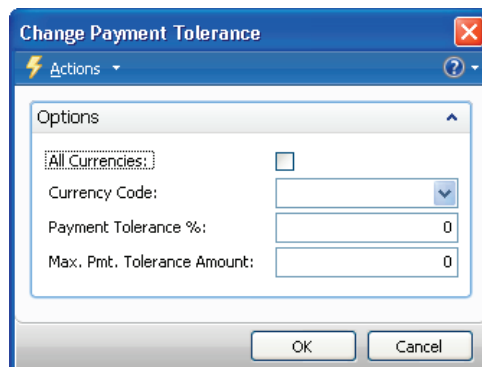 Change Payment Tolerance
Actions
Options
All Currencies:
Currency Code:
Payment Tolerance %: 0
Max. Pmt. Tolerance Amount: 0
OK Cancel